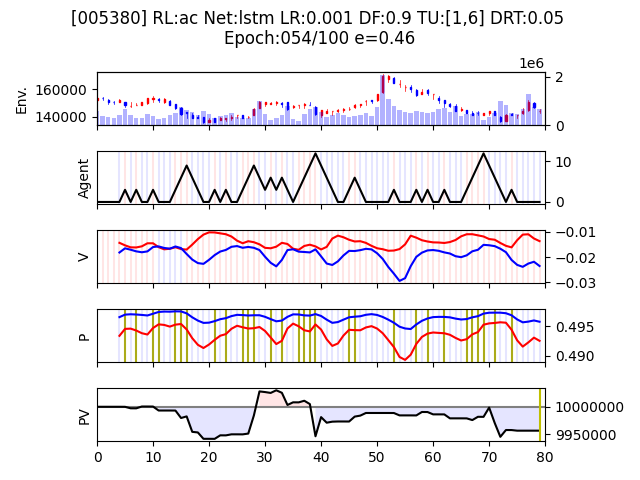 [005380] RL:ac Net:lstm LR:0.001 DF:0.9 TU:[1,6] DRT:0.05
Epoch:054/100 e=0.46
1e6
Env.
160000
140000
2
0
Agent
10
0
V
−0.01
−0.02
−0.03
P
0.495
0.490
PV
10000000
9950000
0 10 20 30 40 50 60 70 80